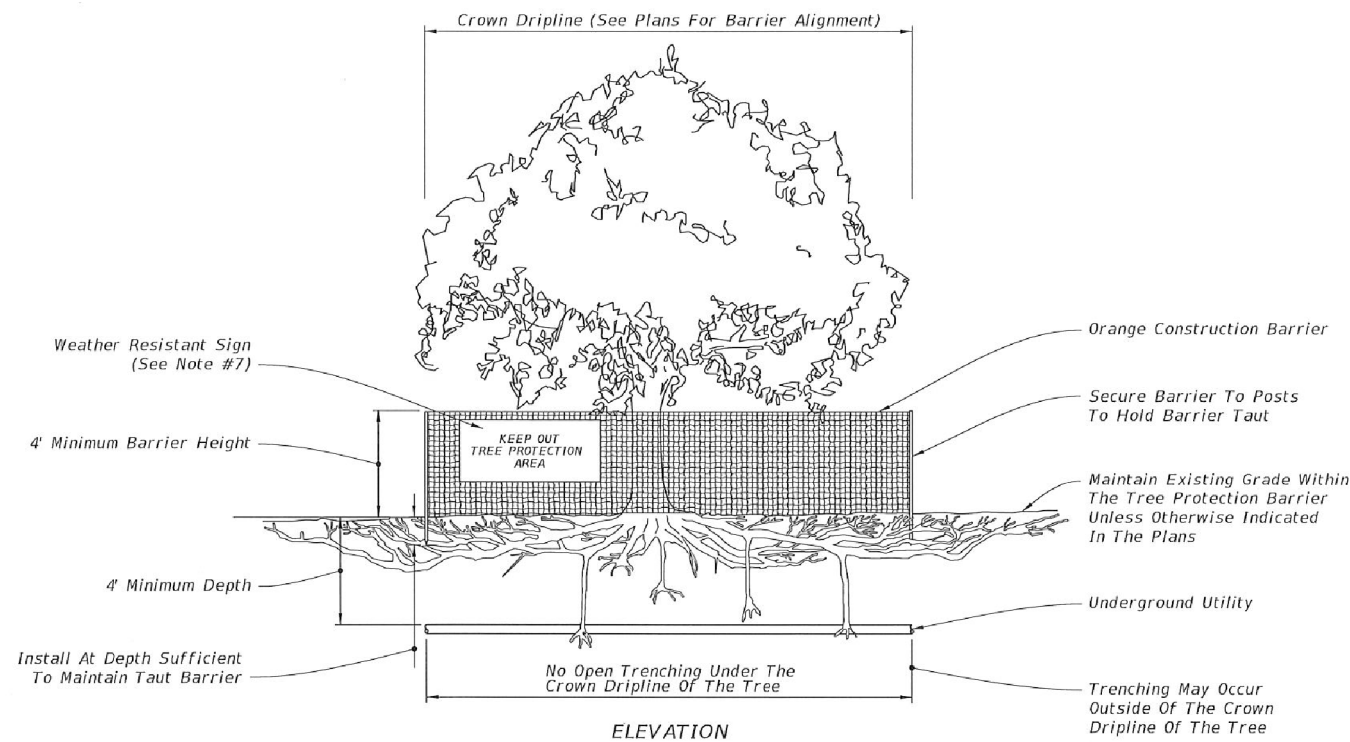 Crown Dripline (See Plans For Barrier Alignment)
Weather Resistant Sign
(See Note #7)
Orange Construction Barrier
Secure Barrier To Posts
To Hold Barrier Taut
4' Minimum Barrier Height
KEEP OUT
TREE PROTECTION
AREA
Maintain Existing Grade Within
The Tree Protection Barrier
Unless Otherwise Indicated
In The Plans
4' Minimum Depth
Underground Utility
Install At Depth Sufficient
To Maintain Taut Barrier
No Open Trenching Under The
Crown Dripline Of The Tree
Trenching May Occur
Outside Of The Crown
Dripline Of The Tree
ELEVATION